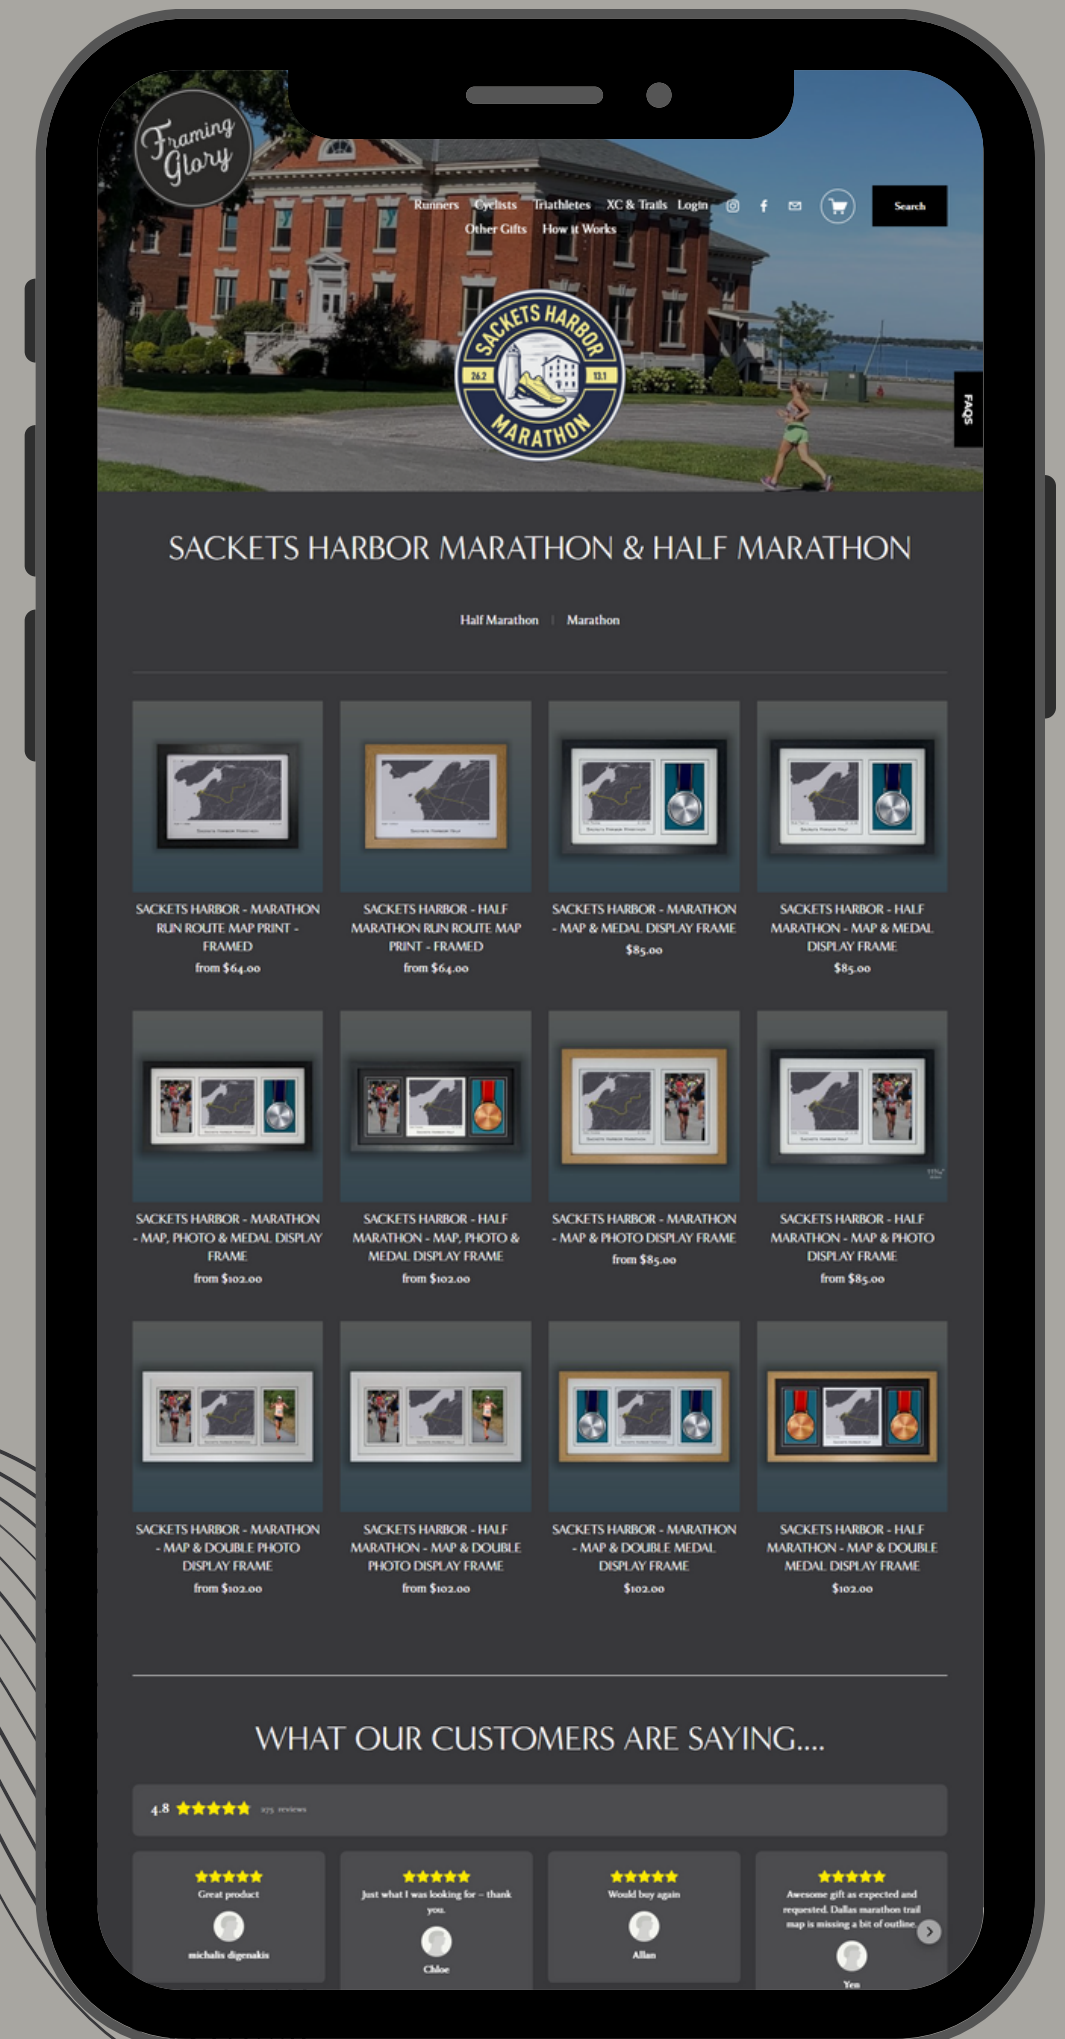 Framing
Glory
Runners Cyclists Triathletes XC & Trails Login
Search
Other Gifts How it Works
SACKETS HARBOR
26.2 13.1
MARATHON
FAQS
SACKETS HARBOR MARATHON & HALF MARATHON
Half Marathon | Marathon
SACKETS HARBOR - MARATHON
RUN ROUTE MAP PRINT -
FRAMED
from $64.00
SACKETS HARBOR - HALF
MARATHON RUN ROUTE MAP
PRINT - FRAMED
from $64.00
SACKETS HARBOR - MARATHON
- MAP & MEDAL DISPLAY FRAME
$85.00
SACKETS HARBOR - HALF
MARATHON - MAP & MEDAL
DISPLAY FRAME
$85.00
SACKETS HARBOR - MARATHON
- MAP, PHOTO & MEDAL DISPLAY
FRAME
from $102.00
SACKETS HARBOR - HALF
MARATHON - MAP, PHOTO &
MEDAL DISPLAY FRAME
from $102.00
SACKETS HARBOR - MARATHON
- MAP & PHOTO DISPLAY FRAME
from $85.00
SACKETS HARBOR - HALF
MARATHON - MAP & PHOTO
DISPLAY FRAME
from $85.00
SACKETS HARBOR - MARATHON
- MAP & DOUBLE PHOTO
DISPLAY FRAME
from $102.00
SACKETS HARBOR - HALF
MARATHON - MAP & DOUBLE
PHOTO DISPLAY FRAME
from $102.00
SACKETS HARBOR - MARATHON
- MAP & DOUBLE MEDAL
DISPLAY FRAME
$102.00
SACKETS HARBOR - HALF
MARATHON - MAP & DOUBLE
MEDAL DISPLAY FRAME
$102.00
WHAT OUR CUSTOMERS ARE SAYING....
4.8 275 reviews
Great product
michalis digenakis
Just what I was looking for – thank
you.
Chloe
Would buy again
Allan
Awesome gift as expected and
requested. Dallas marathon trail
map is missing a bit of outline.
Yen